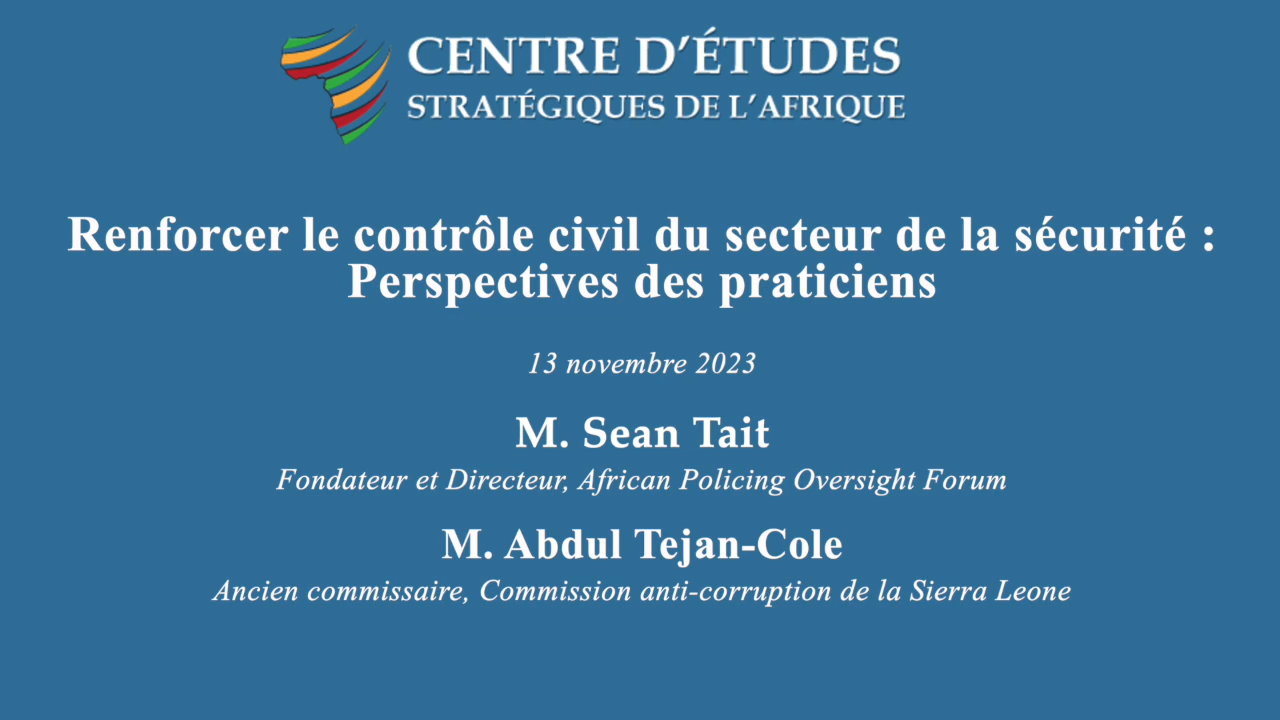 CENTRE D'ÉTUDES
STRATÉGIQUES DE L'AFRIQUE
Renforcer le contrôle civil du secteur de la sécurité :
Perspectives des praticiens
13 novembre 2023
M. Sean Tait
Fondateur et Directeur, African Policing Oversight Forum
M. Abdul Tejan-Cole
Ancien commissaire, Commission anti-corruption de la Sierra Leone